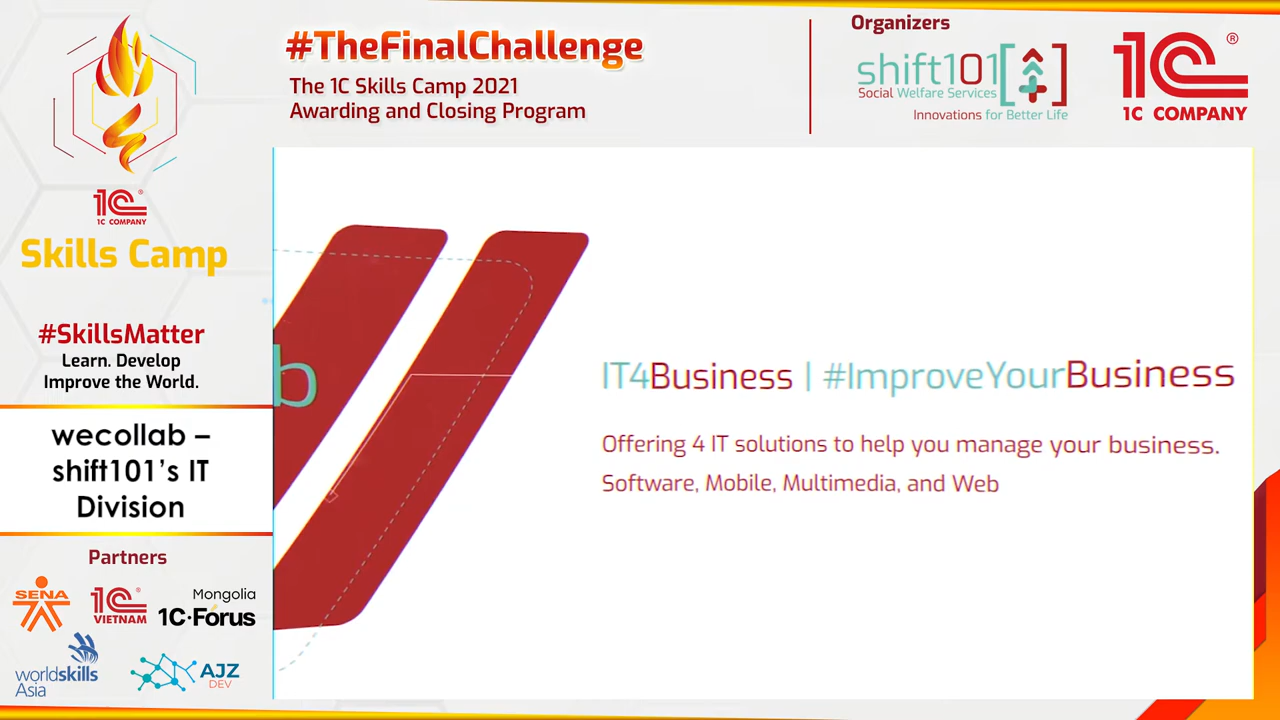 #TheFinalChallenge
The 1C Skills Camp 2021
Awarding and Closing Program
Organizers
shift101
Social Welfare Services
Innovations for Better Life
1C ®
1C COMPANY
1C ®
1C COMPANY
Skills Camp
#SkillsMatter
Learn. Develop
Improve the World.
wecollab –
shift101’s IT
Division
Partners
SENA
1C ®
VIETNAM
Mongolia
1C·Forus
worldskills
Asia
AJZ
DEV
b
IT4Business | #ImproveYourBusiness
Offering 4 IT solutions to help you manage your business.
Software, Mobile, Multimedia, and Web